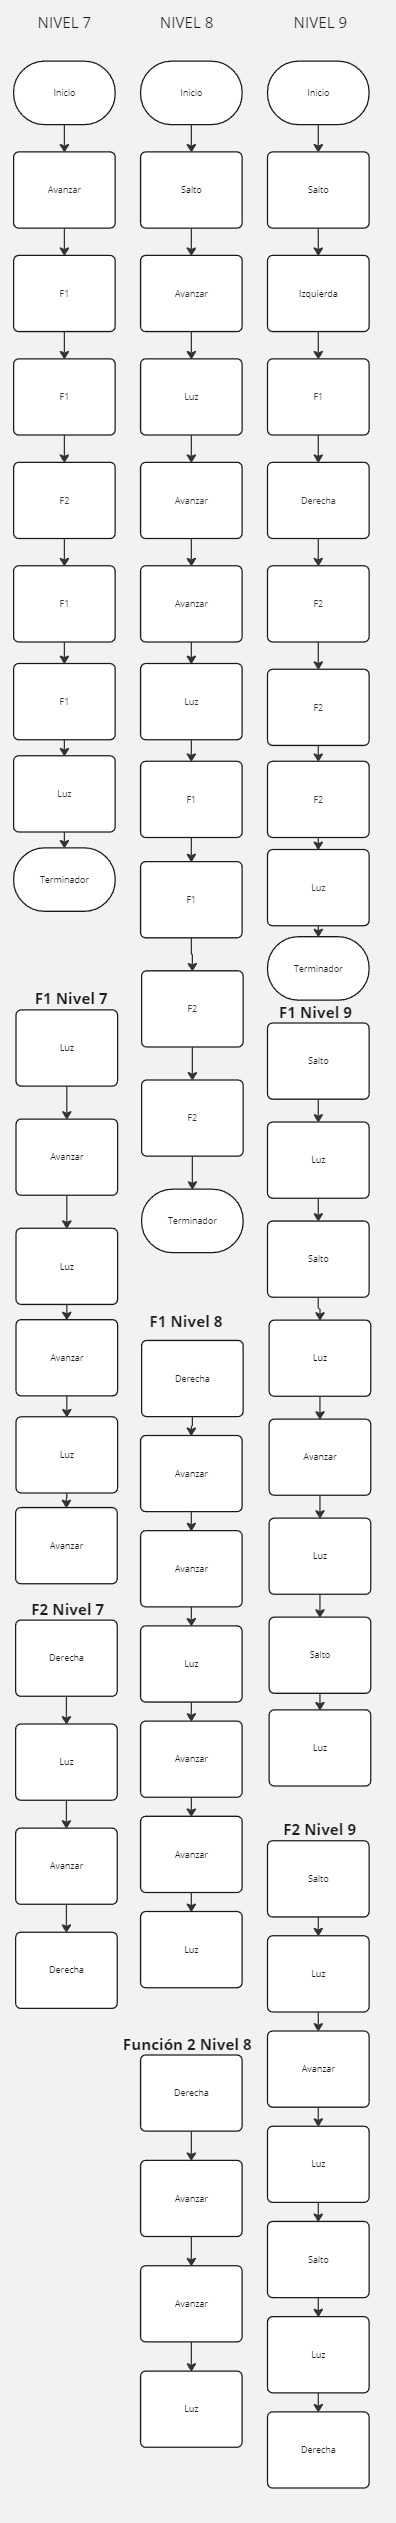 NIVEL 7
Inicio
Avanzar
F1
F1
F2
F1
F1
Luz
Terminador
F1 Nivel 7
Luz
Avanzar
Luz
Avanzar
Luz
Avanzar
F2 Nivel 7
Derecha
Luz
Avanzar
Derecha
NIVEL 8
Inicio
Salto
Avanzar
Luz
Avanzar
Avanzar
Luz
F1
F1
F2
F2
Terminador
F1 Nivel 8
Derecha
Avanzar
Avanzar
Luz
Avanzar
Avanzar
Luz
Función 2 Nivel 8
Derecha
Avanzar
Avanzar
Luz
NIVEL 9
Inicio
Salto
Izquierda
F1
Derecha
F2
F2
F2
Luz
Terminador
F1 Nivel 9
Salto
Luz
Salto
Luz
Avanzar
Luz
Salto
Luz
F2 Nivel 9
Salto
Luz
Avanzar
Luz
Salto
Luz
Derecha